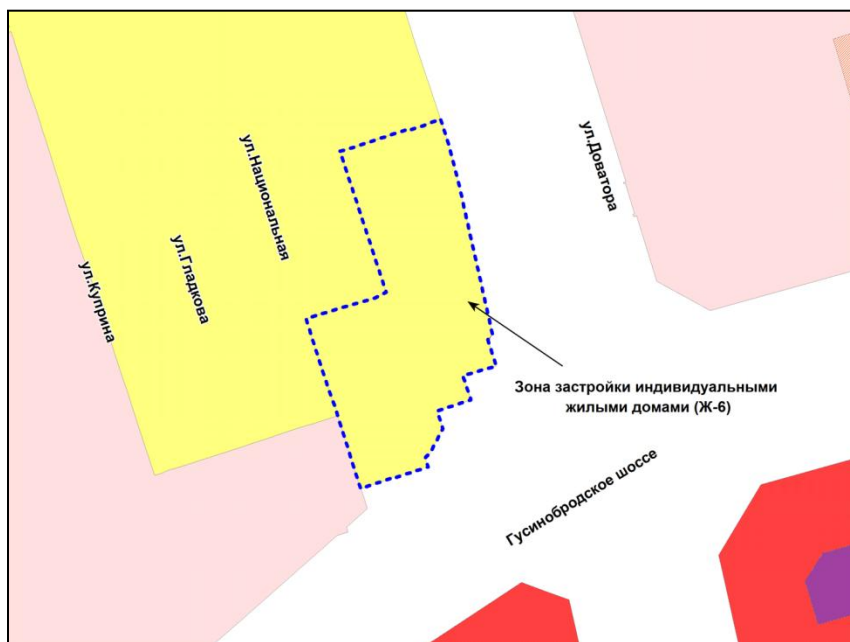 ул.Национальная
ул.Доватора
ул.Гладкова
ул.Куприна
Зона застройки индивидуальными
жилыми домами (Ж-6)
Гусинобродское шоссе